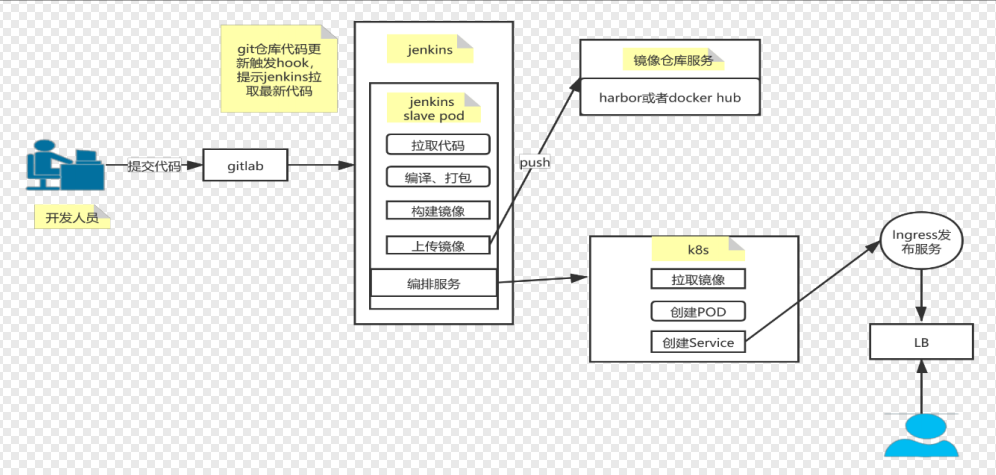 git仓库代码更
新触发hook，
提示jenkins拉
取最新代码
开发人员
提交代码
gitlab
jenkins
jenkins
slave pod
拉取代码
编译、打包
构建镜像
上传镜像
编排服务
push
镜像仓库服务
harbor或者docker hub
k8s
拉取镜像
创建POD
创建Service
Ingress发
布服务
LB